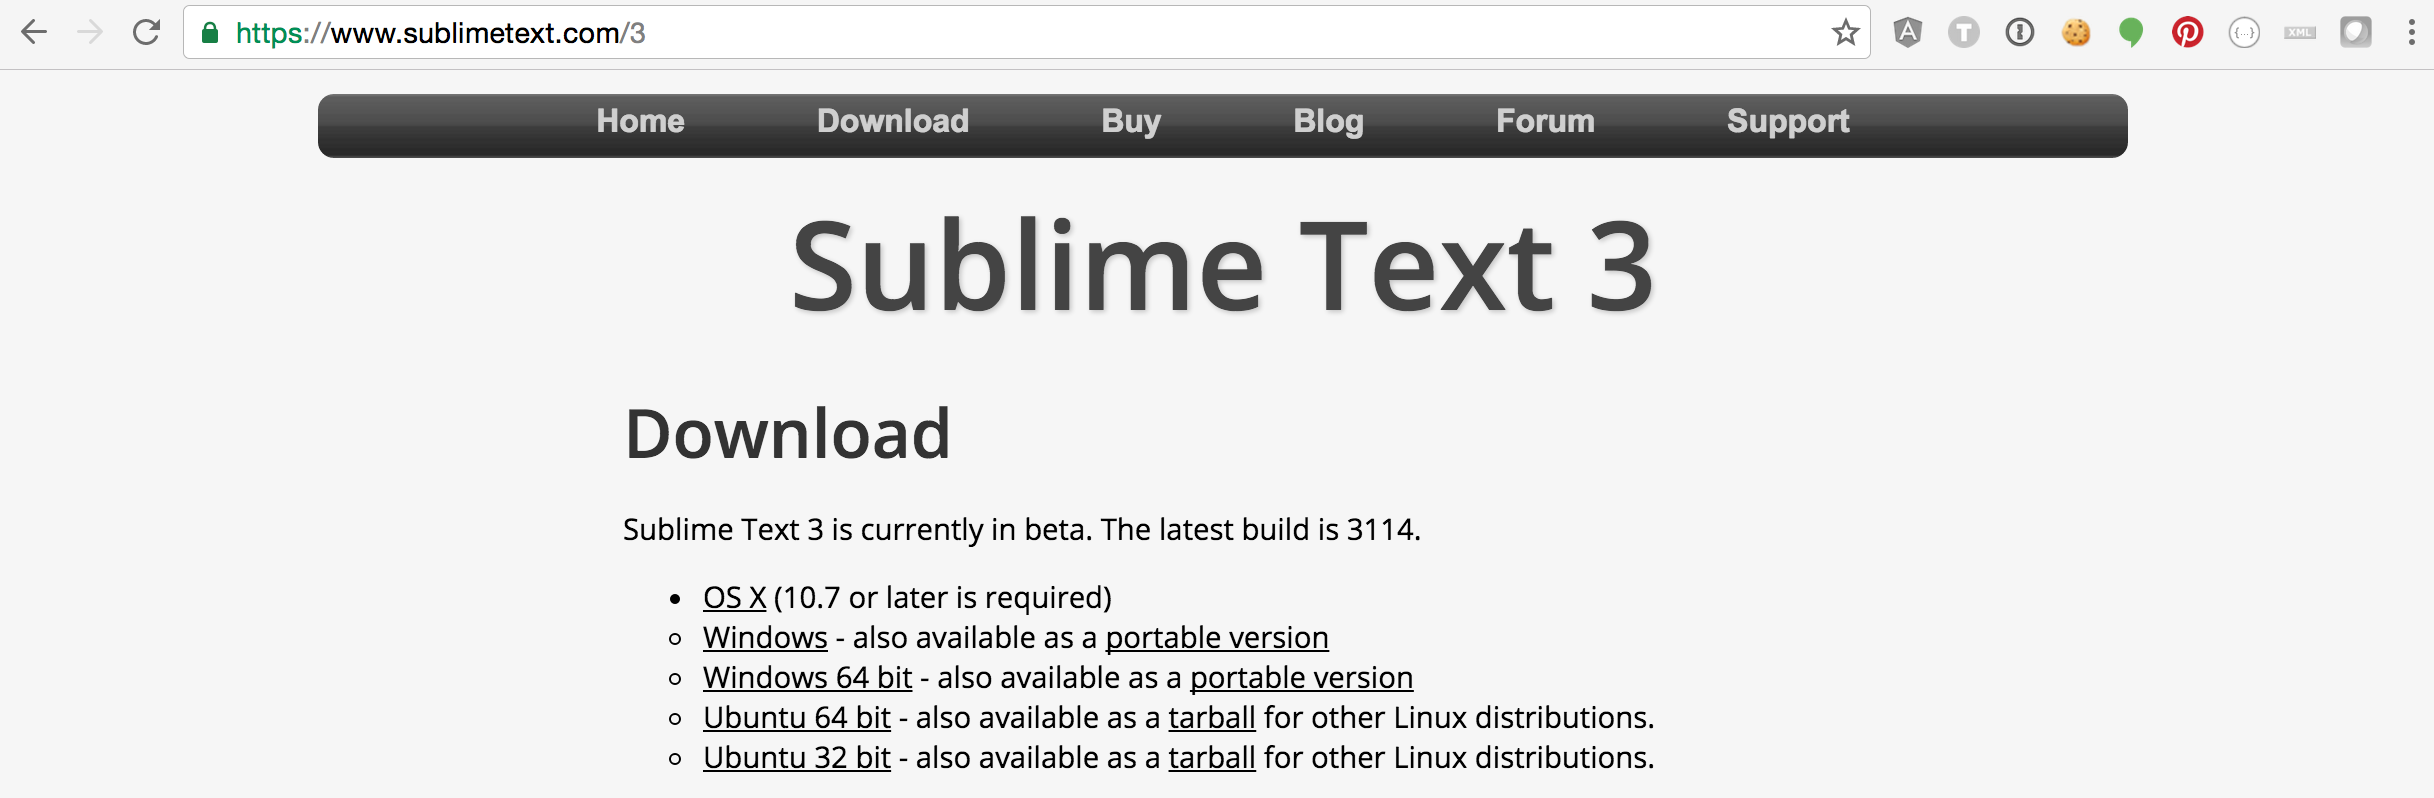 https://www.sublimetext.com/3
T
{...}
XML
Home Download Buy Blog Forum Support
Sublime Text 3
Download
Sublime Text 3 is currently in beta. The latest build is 3114.
OS X (10.7 or later is required)
Windows - also available as a portable version
Windows 64 bit - also available as a portable version
Ubuntu 64 bit - also available as a tarball for other Linux distributions.
Ubuntu 32 bit - also available as a tarball for other Linux distributions.